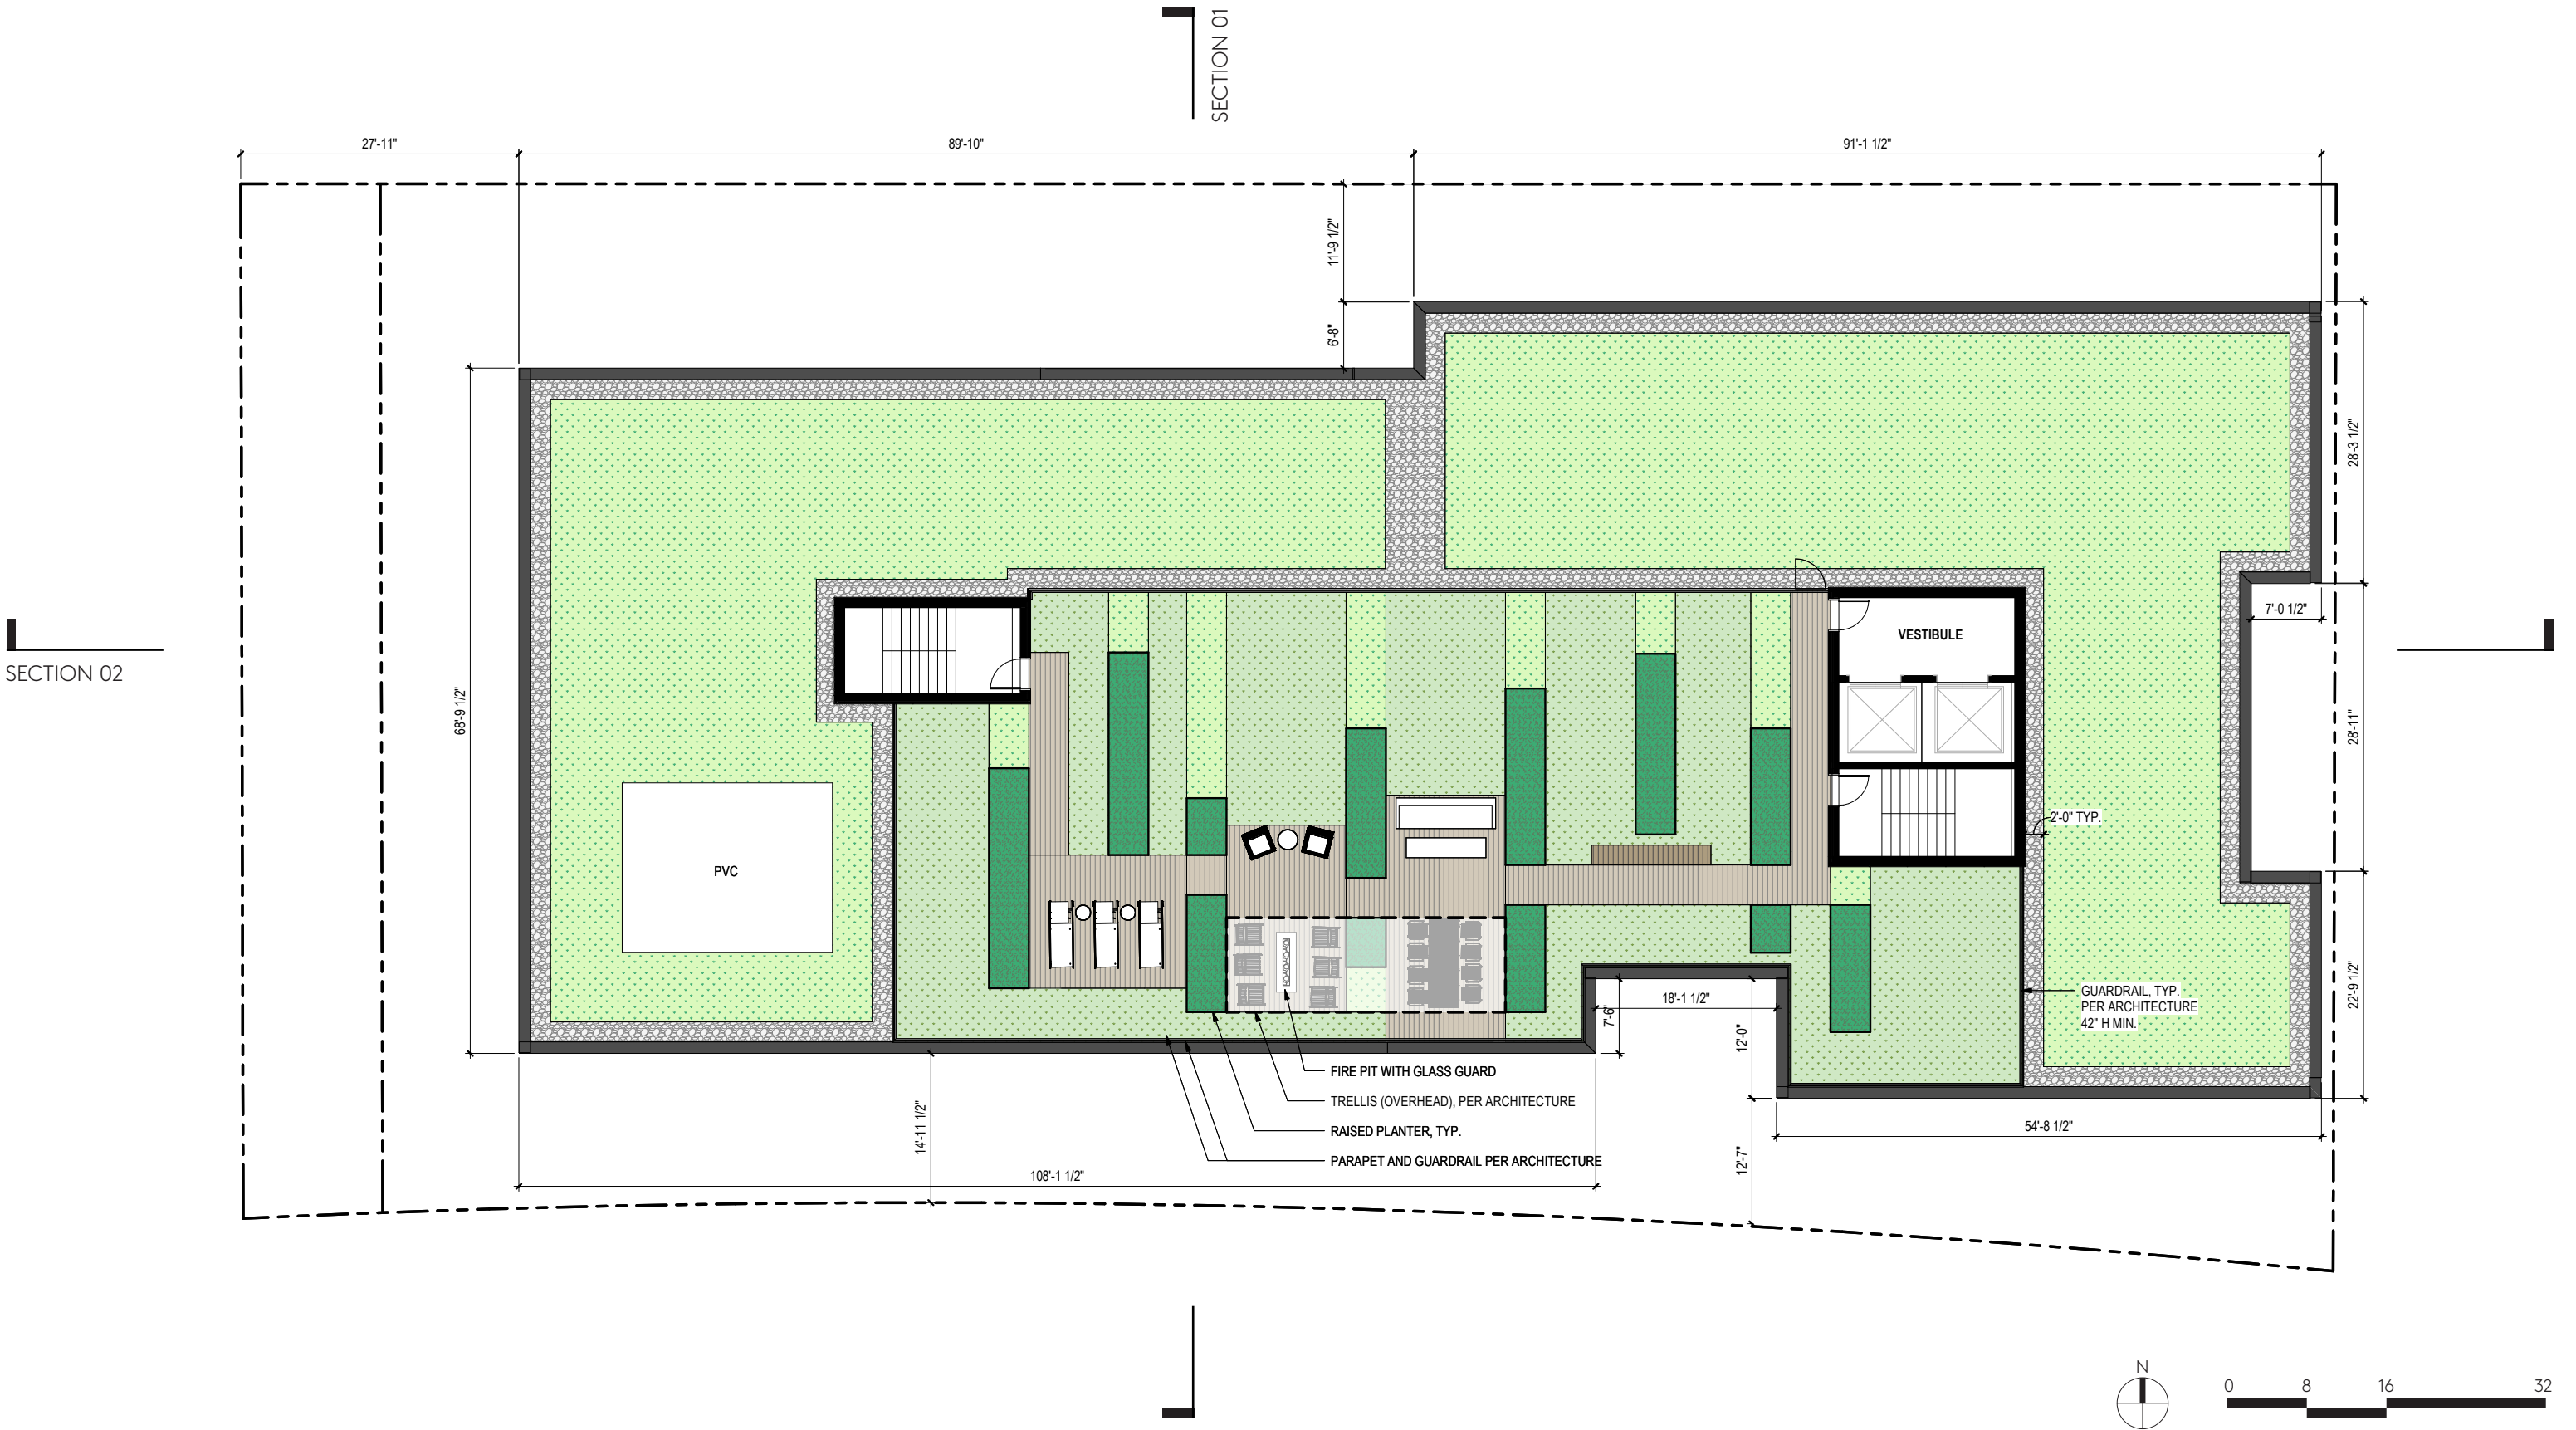 SECTION 01
27'-11"
89'-10"
91'-1 1/2"
11'-9 1/2"
6'-8"
28'-3 1/2"
7'-0 1/2"
VESTIBULE
SECTION 02
68'-9 1/2"
28'-11"
2'-0" TYP.
PVC
GUARDRAIL, TYP.
PER ARCHITECTURE
42" H MIN.
22'-9 1/2"
18'-1 1/2"
7'-6"
12'-0"
FIRE PIT WITH GLASS GUARD
TRELLIS (OVERHEAD), PER ARCHITECTURE
RAISED PLANTER, TYP.
PARAPET AND GUARDRAIL PER ARCHITECTURE
14'-11 1/2"
54'-8 1/2"
12'-7"
108'-1 1/2"
N
0 8 16 32